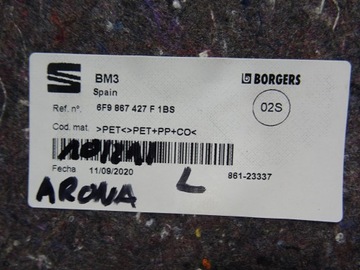 BM3
BORGERS
Spain
Ref. nº. 6F9 867 427 F 1BS
02S
Cod. mat. >PET<>PET+PP+CO<
Fecha 11/09/2020
861-23337
L
ARONA